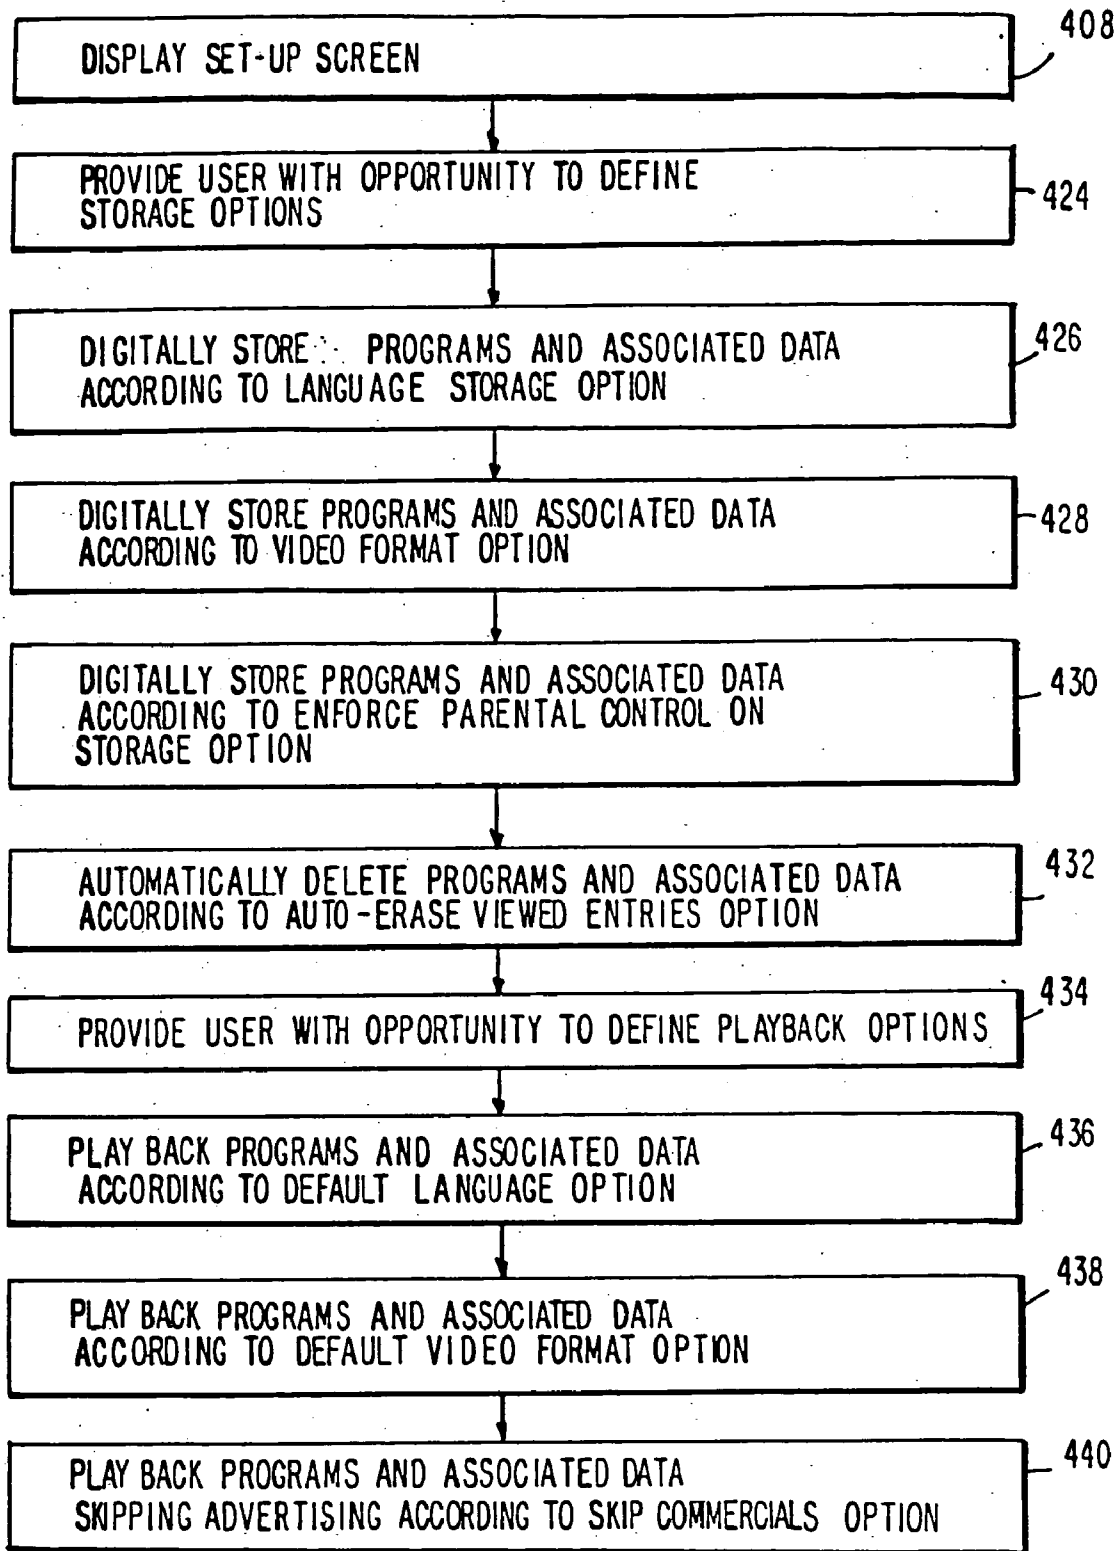 DISPLAY SET-UP SCREEN
408
PROVIDE USER WITH OPPORTUNITY TO DEFINE
STORAGE OPTIONS
424
DIGITALLY STORE PROGRAMS AND ASSOCIATED DATA
ACCORDING TO LANGUAGE STORAGE OPTION
426
DIGITALLY STORE PROGRAMS AND ASSOCIATED DATA
ACCORDING TO VIDEO FORMAT OPTION
428
DIGITALLY STORE PROGRAMS AND ASSOCIATED DATA
ACCORDING TO ENFORCE PARENTAL CONTROL ON
STORAGE OPTION
430
AUTOMATICALLY DELETE PROGRAMS AND ASSOCIATED DATA
ACCORDING TO AUTO-ERASE VIEWED ENTRIES OPTION
432
PROVIDE USER WITH OPPORTUNITY TO DEFINE PLAYBACK OPTIONS
434
PLAY BACK PROGRAMS AND ASSOCIATED DATA
ACCORDING TO DEFAULT LANGUAGE OPTION
436
PLAY BACK PROGRAMS AND ASSOCIATED DATA
ACCORDING TO DEFAULT VIDEO FORMAT OPTION
438
PLAY BACK PROGRAMS AND ASSOCIATED DATA
SKIPPING ADVERTISING ACCORDING TO SKIP COMMERCIALS OPTION
440